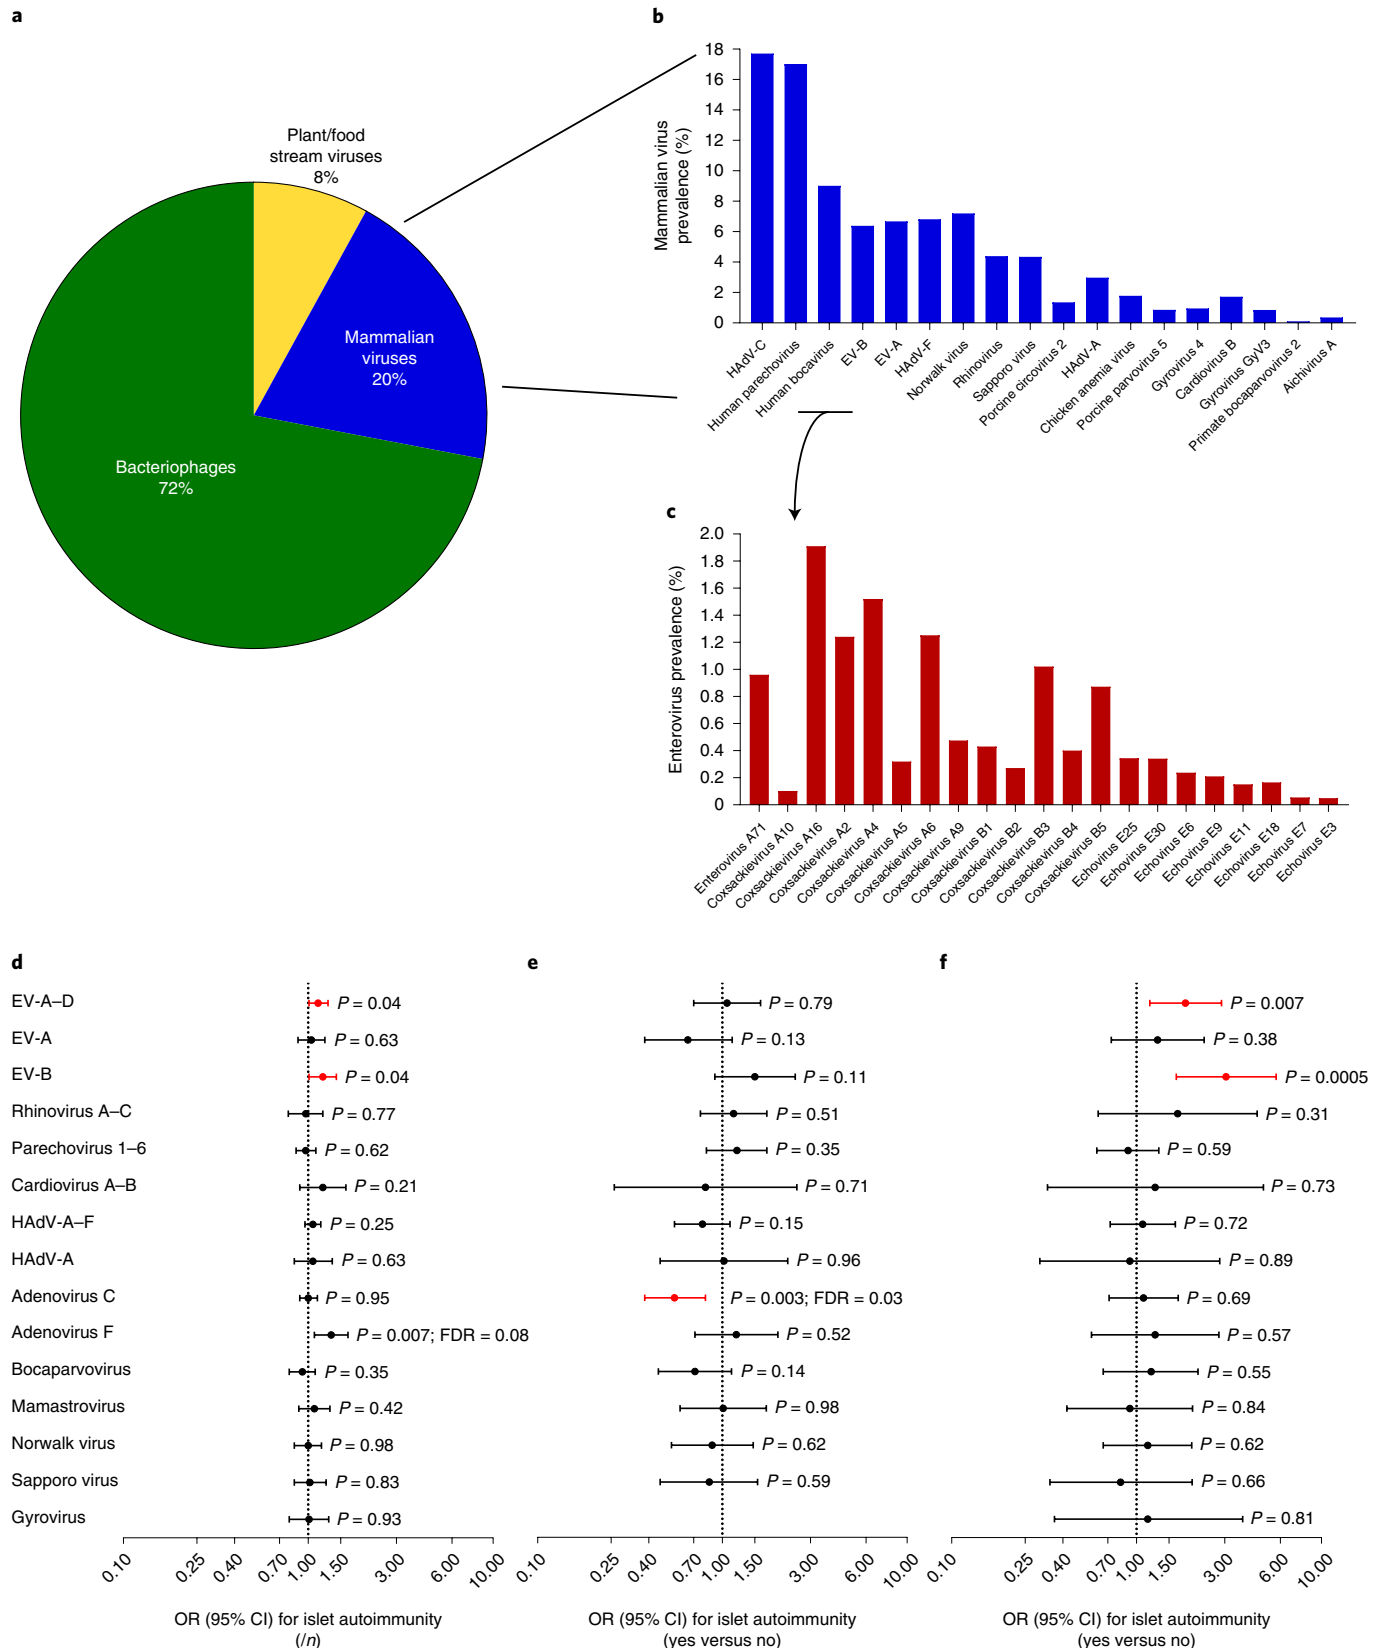 a
Plant/food
stream viruses
8%
Mammalian
viruses
20%
Bacteriophages
72%
b
Mammalian virus
prevalence (%)
18
16
14
12
10
8
6
4
2
0
HAdV-C
Human parechovirus
Human bocavirus
EV-B
EV-A
HAdV-F
Norwalk virus
Rhinovirus
Sapporo virus
Porcine circovirus 2
HAdV-A
Chicken anemia virus
Porcine parvovirus 5
Gyrovirus 4
Cardiovirus B
Gyrovirus GyV3
Primate bocaparvovirus 2
Aichivirus A
c
Enterovirus prevalence (%)
2.0
1.8
1.6
1.4
1.2
1.0
0.8
0.6
0.4
0.2
0
Enterovirus A71
Coxsackievirus A10
Coxsackievirus A16
Coxsackievirus A2
Coxsackievirus A4
Coxsackievirus A5
Coxsackievirus A6
Coxsackievirus A9
Coxsackievirus B1
Coxsackievirus B2
Coxsackievirus B3
Coxsackievirus B4
Coxsackievirus B5
Echovirus E25
Echovirus E30
Echovirus E6
Echovirus E9
Echovirus E11
Echovirus E18
Echovirus E7
Echovirus E3
d e f
EV-A–D P = 0.04 P = 0.79 P = 0.007
EV-A P = 0.63 P = 0.13 P = 0.38
EV-B P = 0.04 P = 0.11 P = 0.0005
Rhinovirus A–C P = 0.77 P = 0.51 P = 0.31
Parechovirus 1–6 P = 0.62 P = 0.35 P = 0.59
Cardiovirus A–B P = 0.21 P = 0.71 P = 0.73
HAdV-A–F P = 0.25 P = 0.15 P = 0.72
HAdV-A P = 0.63 P = 0.96 P = 0.89
Adenovirus C P = 0.95 P = 0.003; FDR = 0.03 P = 0.69
Adenovirus F P = 0.007; FDR = 0.08 P = 0.52 P = 0.57
Bocaparvovirus P = 0.35 P = 0.14 P = 0.55
Mamastrovirus P = 0.42 P = 0.98 P = 0.84
Norwalk virus P = 0.98 P = 0.62 P = 0.62
Sapporo virus P = 0.83 P = 0.59 P = 0.66
Gyrovirus P = 0.93 P = 0.81
0.10 0.25 0.40 0.70 1.00 1.50 3.00 6.00 10.00 0.10 0.25 0.40 0.70 1.00 1.50 3.00 6.00 10.00 0.10 0.25 0.40 0.70 1.00 1.50 3.00 6.00 10.00
OR (95% CI) for islet autoimmunity OR (95% CI) for islet autoimmunity OR (95% CI) for islet autoimmunity
(/n) (yes versus no) (yes versus no)